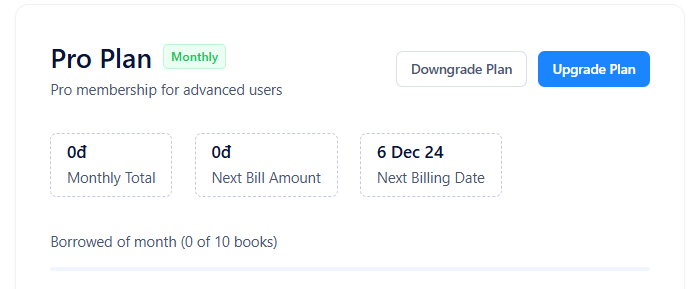 Pro Plan Monthly
Pro membership for advanced users
Downgrade Plan
Upgrade Plan
0đ
Monthly Total
0đ
Next Bill Amount
6 Dec 24
Next Billing Date
Borrowed of month (0 of 10 books)